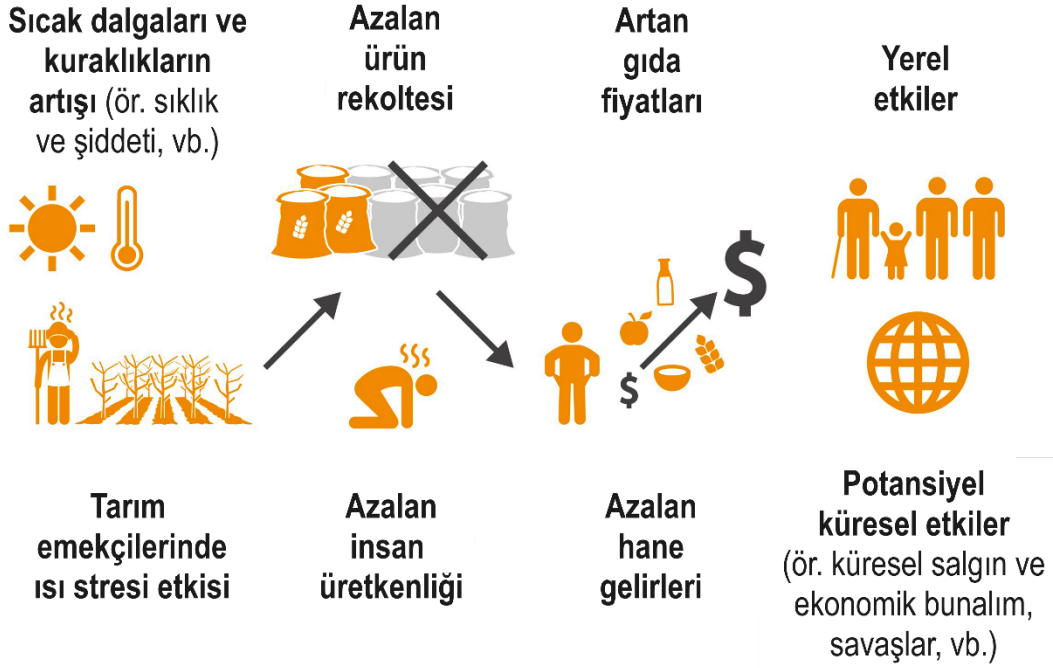 Sıcak dalgaları ve
kuraklıkların
artışı (ör. sıklık
ve şiddeti, vb.)
Azalan
ürün
rekoltesi
Artan
gıda
fiyatları
Yerel
etkiler
$
$
Tarım
emekçilerinde
ısı stresi etkisi
Azalan
insan
üretkenliği
Azalan
hane
gelirleri
Potansiyel
küresel etkiler
(ör. küresel salgın ve
ekonomik bunalım,
savaşlar, vb.)